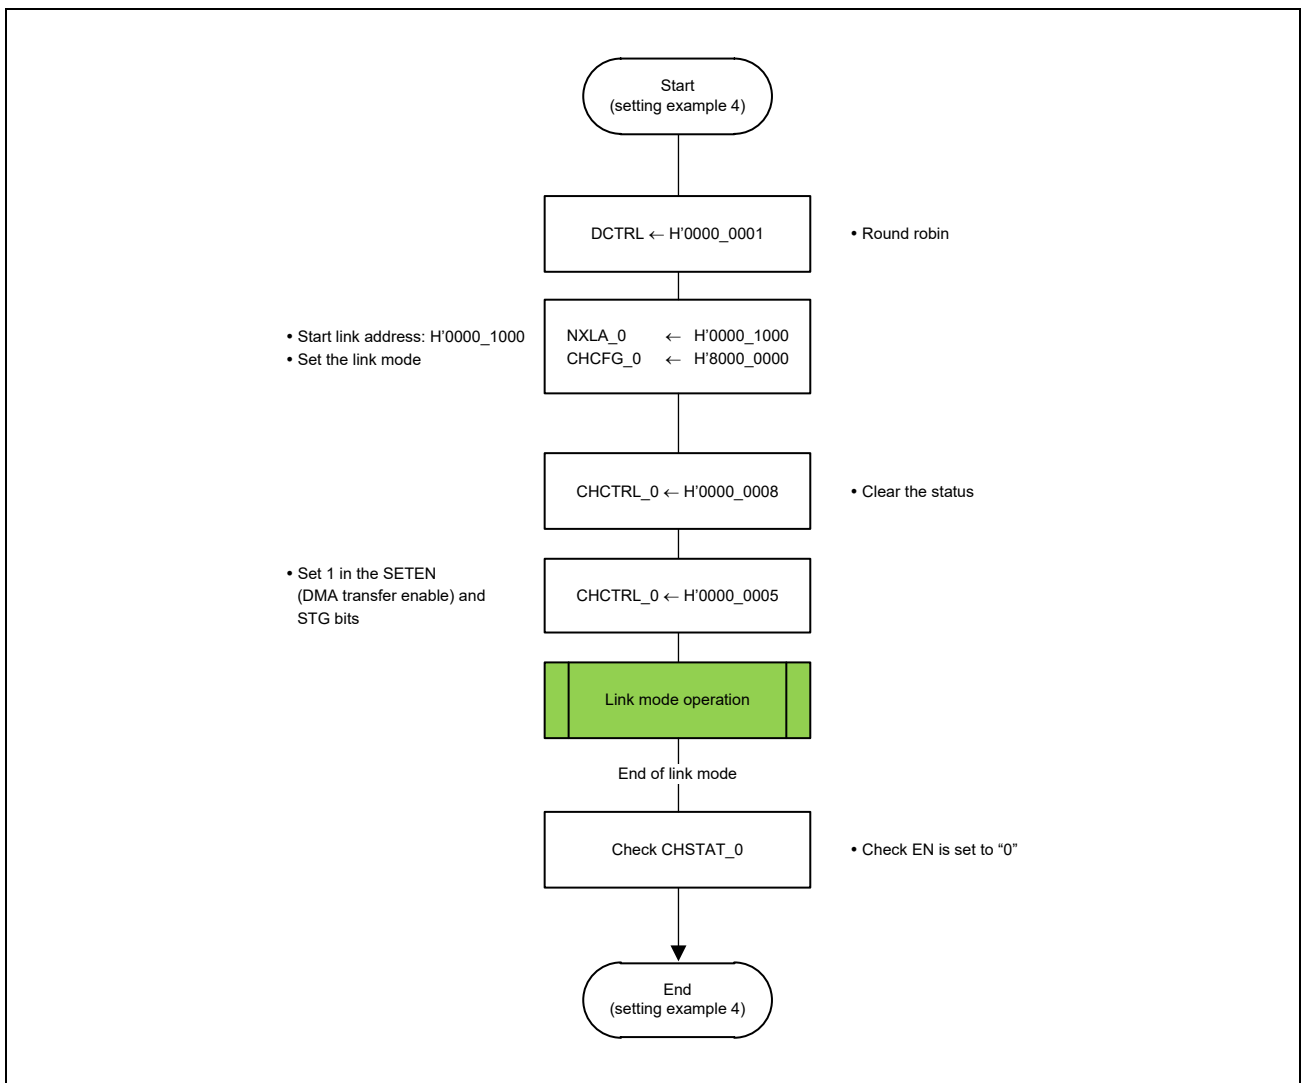 Start
(setting example 4)
DCTRL ← H'0000_0001
• Round robin
• Start link address: H'0000_1000
• Set the link mode
NXLA_0 ← H'0000_1000
CHCFG_0 ← H'8000_0000
CHCTRL_0 ← H'0000_0008
• Clear the status
• Set 1 in the SETEN
(DMA transfer enable) and
STG bits
CHCTRL_0 ← H'0000_0005
Link mode operation
End of link mode
Check CHSTAT_0
• Check EN is set to “0”
End
(setting example 4)